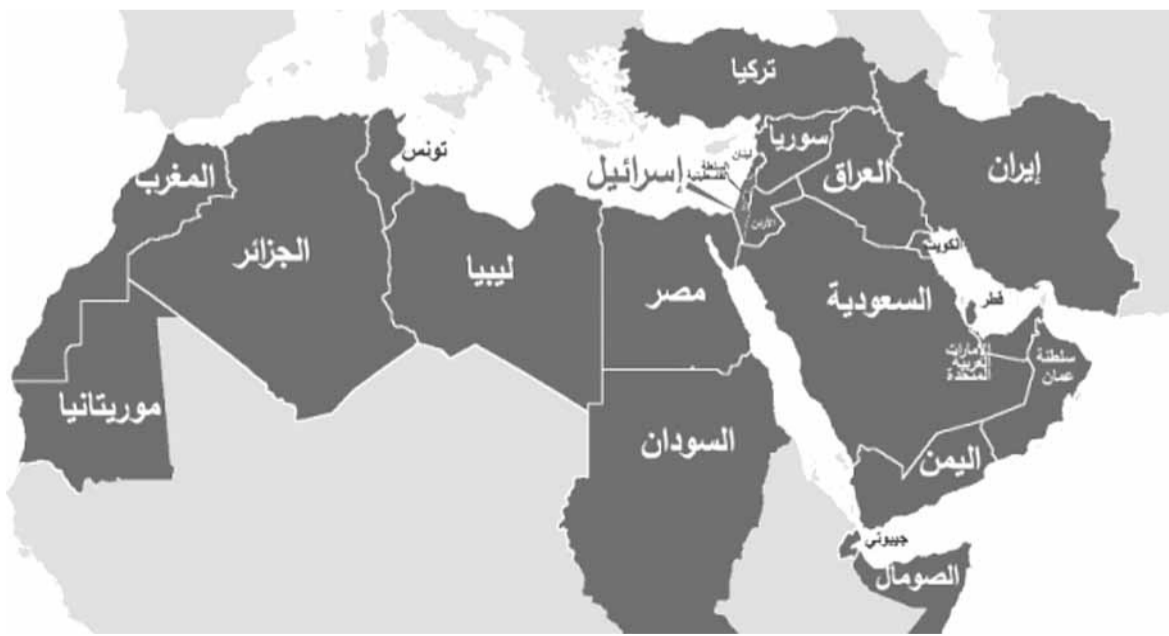 تركيا
سوريا
لبنان
السلطة
الفلسطينية
إسرائيل
الأردن
العراق
إيران
تونس
المغرب
الجزائر
ليبيا
مصر
الكويت
السعودية
قطر
الامارات
العربية
المتحدة
سلطنة
عمان
موريتانيا
السودان
اليمن
جيبوتي
الصومال